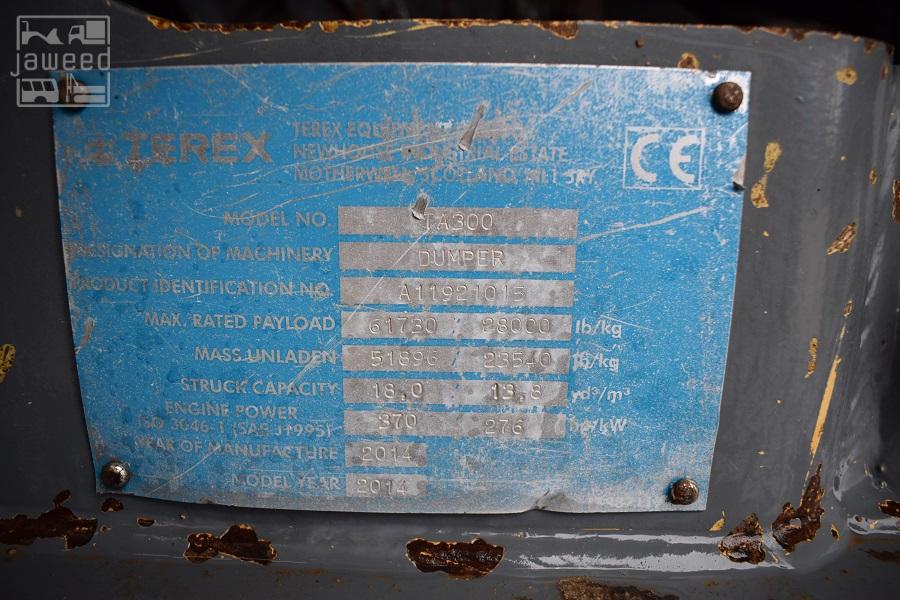 jaweed
TEREX
TEREX EQUIPMENT
NEWHOUSE INDUSTRIAL ESTATE
MOTHERWELL, SCOTLAND, ML1 5RY
CE
MODEL NO TA300
DESIGNATION OF MACHINERY DUMPER
PRODUCT IDENTIFICATION NO. A11921015
MAX. RATED PAYLOAD 61730 28000 lb/kg
MASS UNLADEN 51896 23540 lb/kg
STRUCK CAPACITY 18.0 13.8 yd³/m³
ENGINE POWER
ISO 3046-1 (SAE J1995) 370 276 hp/kW
YEAR OF MANUFACTURE 2014
MODEL YEAR 2014